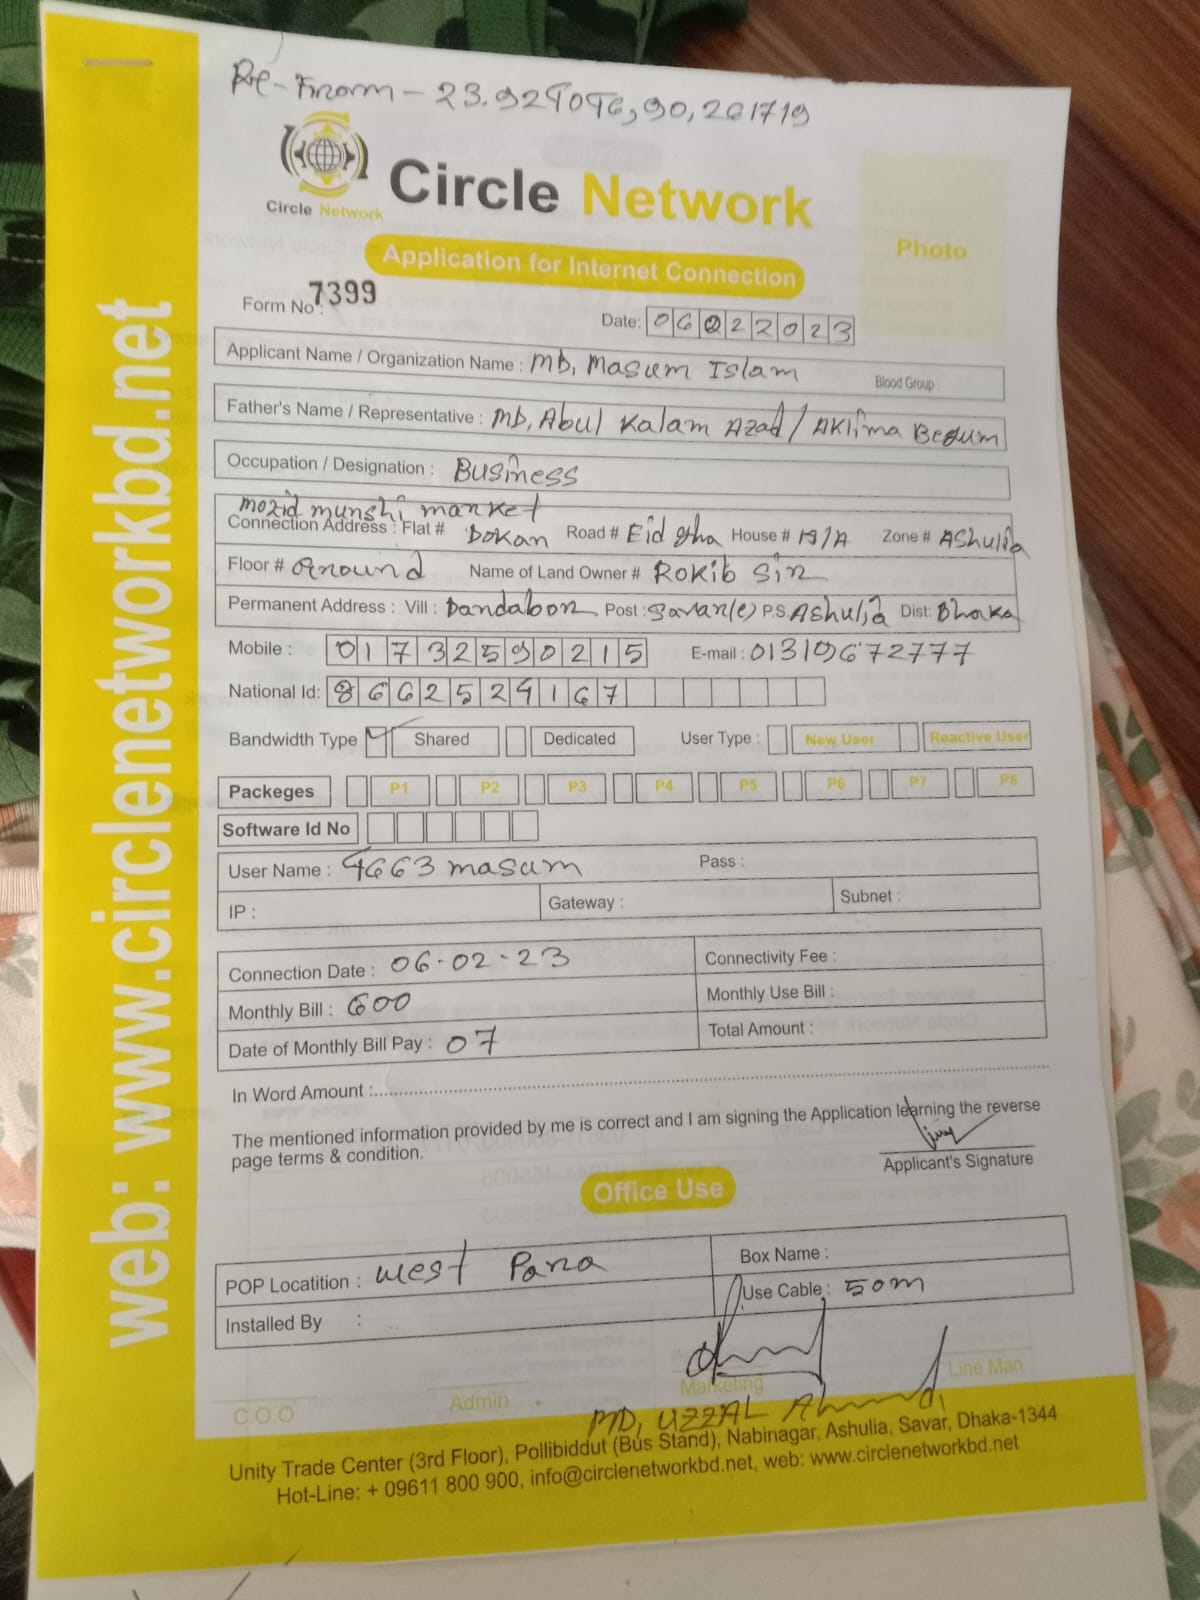 Re-From - 23.929096,90,261719
Circle Network
Circle Network
Photo
Application for Internet Connection
Form No : 7399
Date: 06022023
Applicant Name / Organization Name : MD, Masum Islam Blood Group :
Father's Name / Representative : MD, Abul Kalam Azad / Aklima Begum
Occupation / Designation : Business
mozid munshi market
Connection Address : Flat # Dokan Road # Eid gha House # 19/A Zone # Ashulia
Floor # Ground Name of Land Owner # Rokib Sir
Permanent Address : Vill : Dandabor Post : Savar(e) P.S. Ashulia Dist: Dhaka
Mobile : 01732590215 E-mail : 01319672777
National Id: 8662529167
Bandwidth Type Shared Dedicated User Type : New User Reactive User
Packeges P1 P2 P3 P4 P5 P6 P7 P8
Software Id No
User Name : 4663 masum Pass :
IP : Gateway : Subnet :
Connection Date : 06-02-23 Connectivity Fee :
Monthly Bill : 600 Monthly Use Bill :
Date of Monthly Bill Pay : 07 Total Amount :
In Word Amount :
The mentioned information provided by me is correct and I am signing the Application learning the reverse
page terms & condition.
Applicant's Signature
Office Use
POP Locatition : West Para Box Name :
Installed By : Use Cable : 50m
C.O.O Admin Marketing Line Man
MD, UZZAL Ahmed,
Unity Trade Center (3rd Floor), Pollibiddut (Bus Stand), Nabinagar, Ashulia, Savar, Dhaka-1344
Hot-Line: + 09611 800 900, info@circlenetworkbd.net, web: www.circlenetworkbd.net
web: www.circlenetworkbd.net